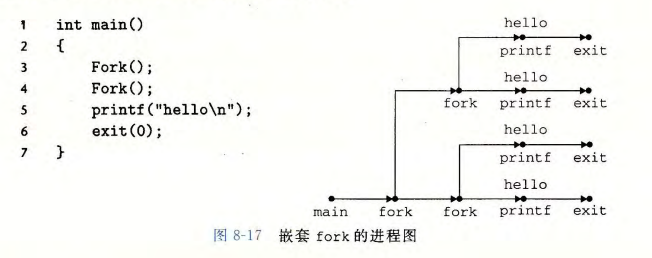 1 int main()
2 {
3 Fork();
4 Fork();
5 printf("hello\n");
6 exit(0);
7 }
hello
printf exit
hello
fork printf exit
hello
printf exit
hello
main fork fork printf exit
图 8-17 嵌套 fork 的进程图